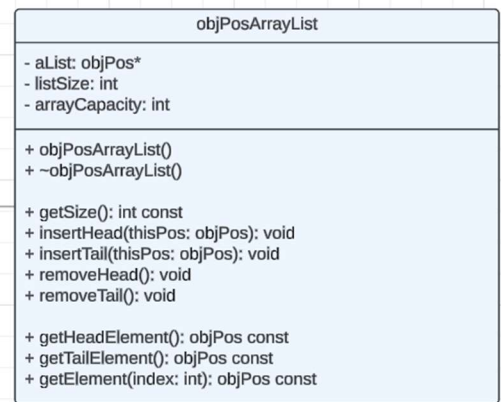 objPosArrayList
- aList: objPos*
- listSize: int
- arrayCapacity: int
+ objPosArrayList()
+ ~objPosArrayList()
+ getSize(): int const
+ insertHead(thisPos: objPos): void
+ insertTail(thisPos: objPos): void
+ removeHead(): void
+ removeTail(): void
+ getHeadElement(): objPos const
+ getTailElement(): objPos const
+ getElement(index: int): objPos const